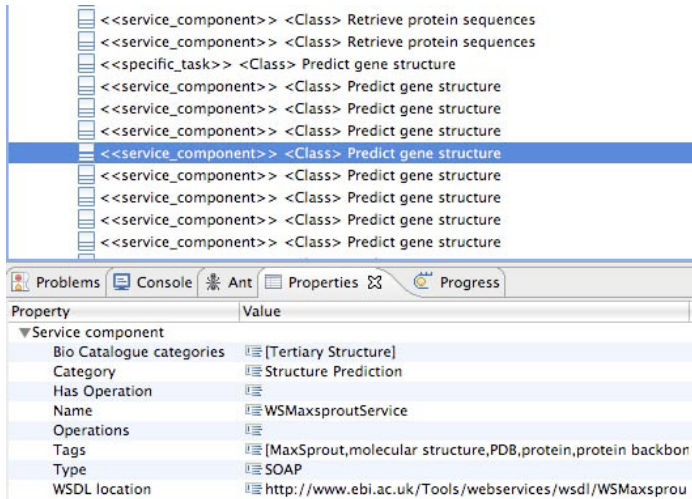 <<service_component>> <Class> Retrieve protein sequences
<<service_component>> <Class> Retrieve protein sequences
<<specific_task>> <Class> Predict gene structure
<<service_component>> <Class> Predict gene structure
<<service_component>> <Class> Predict gene structure
<<service_component>> <Class> Predict gene structure
<<service_component>> <Class> Predict gene structure
<<service_component>> <Class> Predict gene structure
<<service_component>> <Class> Predict gene structure
<<service_component>> <Class> Predict gene structure
<<service_component>> <Class> Predict gene structure
Problems Console Ant Properties Progress
Property Value
Service component
Bio Catalogue categories [Tertiary Structure]
Category Structure Prediction
Has Operation
Name WSMaxsproutService
Operations
Tags [MaxSprout,molecular structure,PDB,protein,protein backbon
Type SOAP
WSDL location http://www.ebi.ac.uk/Tools/webservices/wsdl/WSMaxsprou